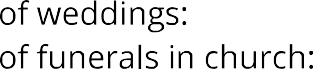 of weddings:
of funerals in church: